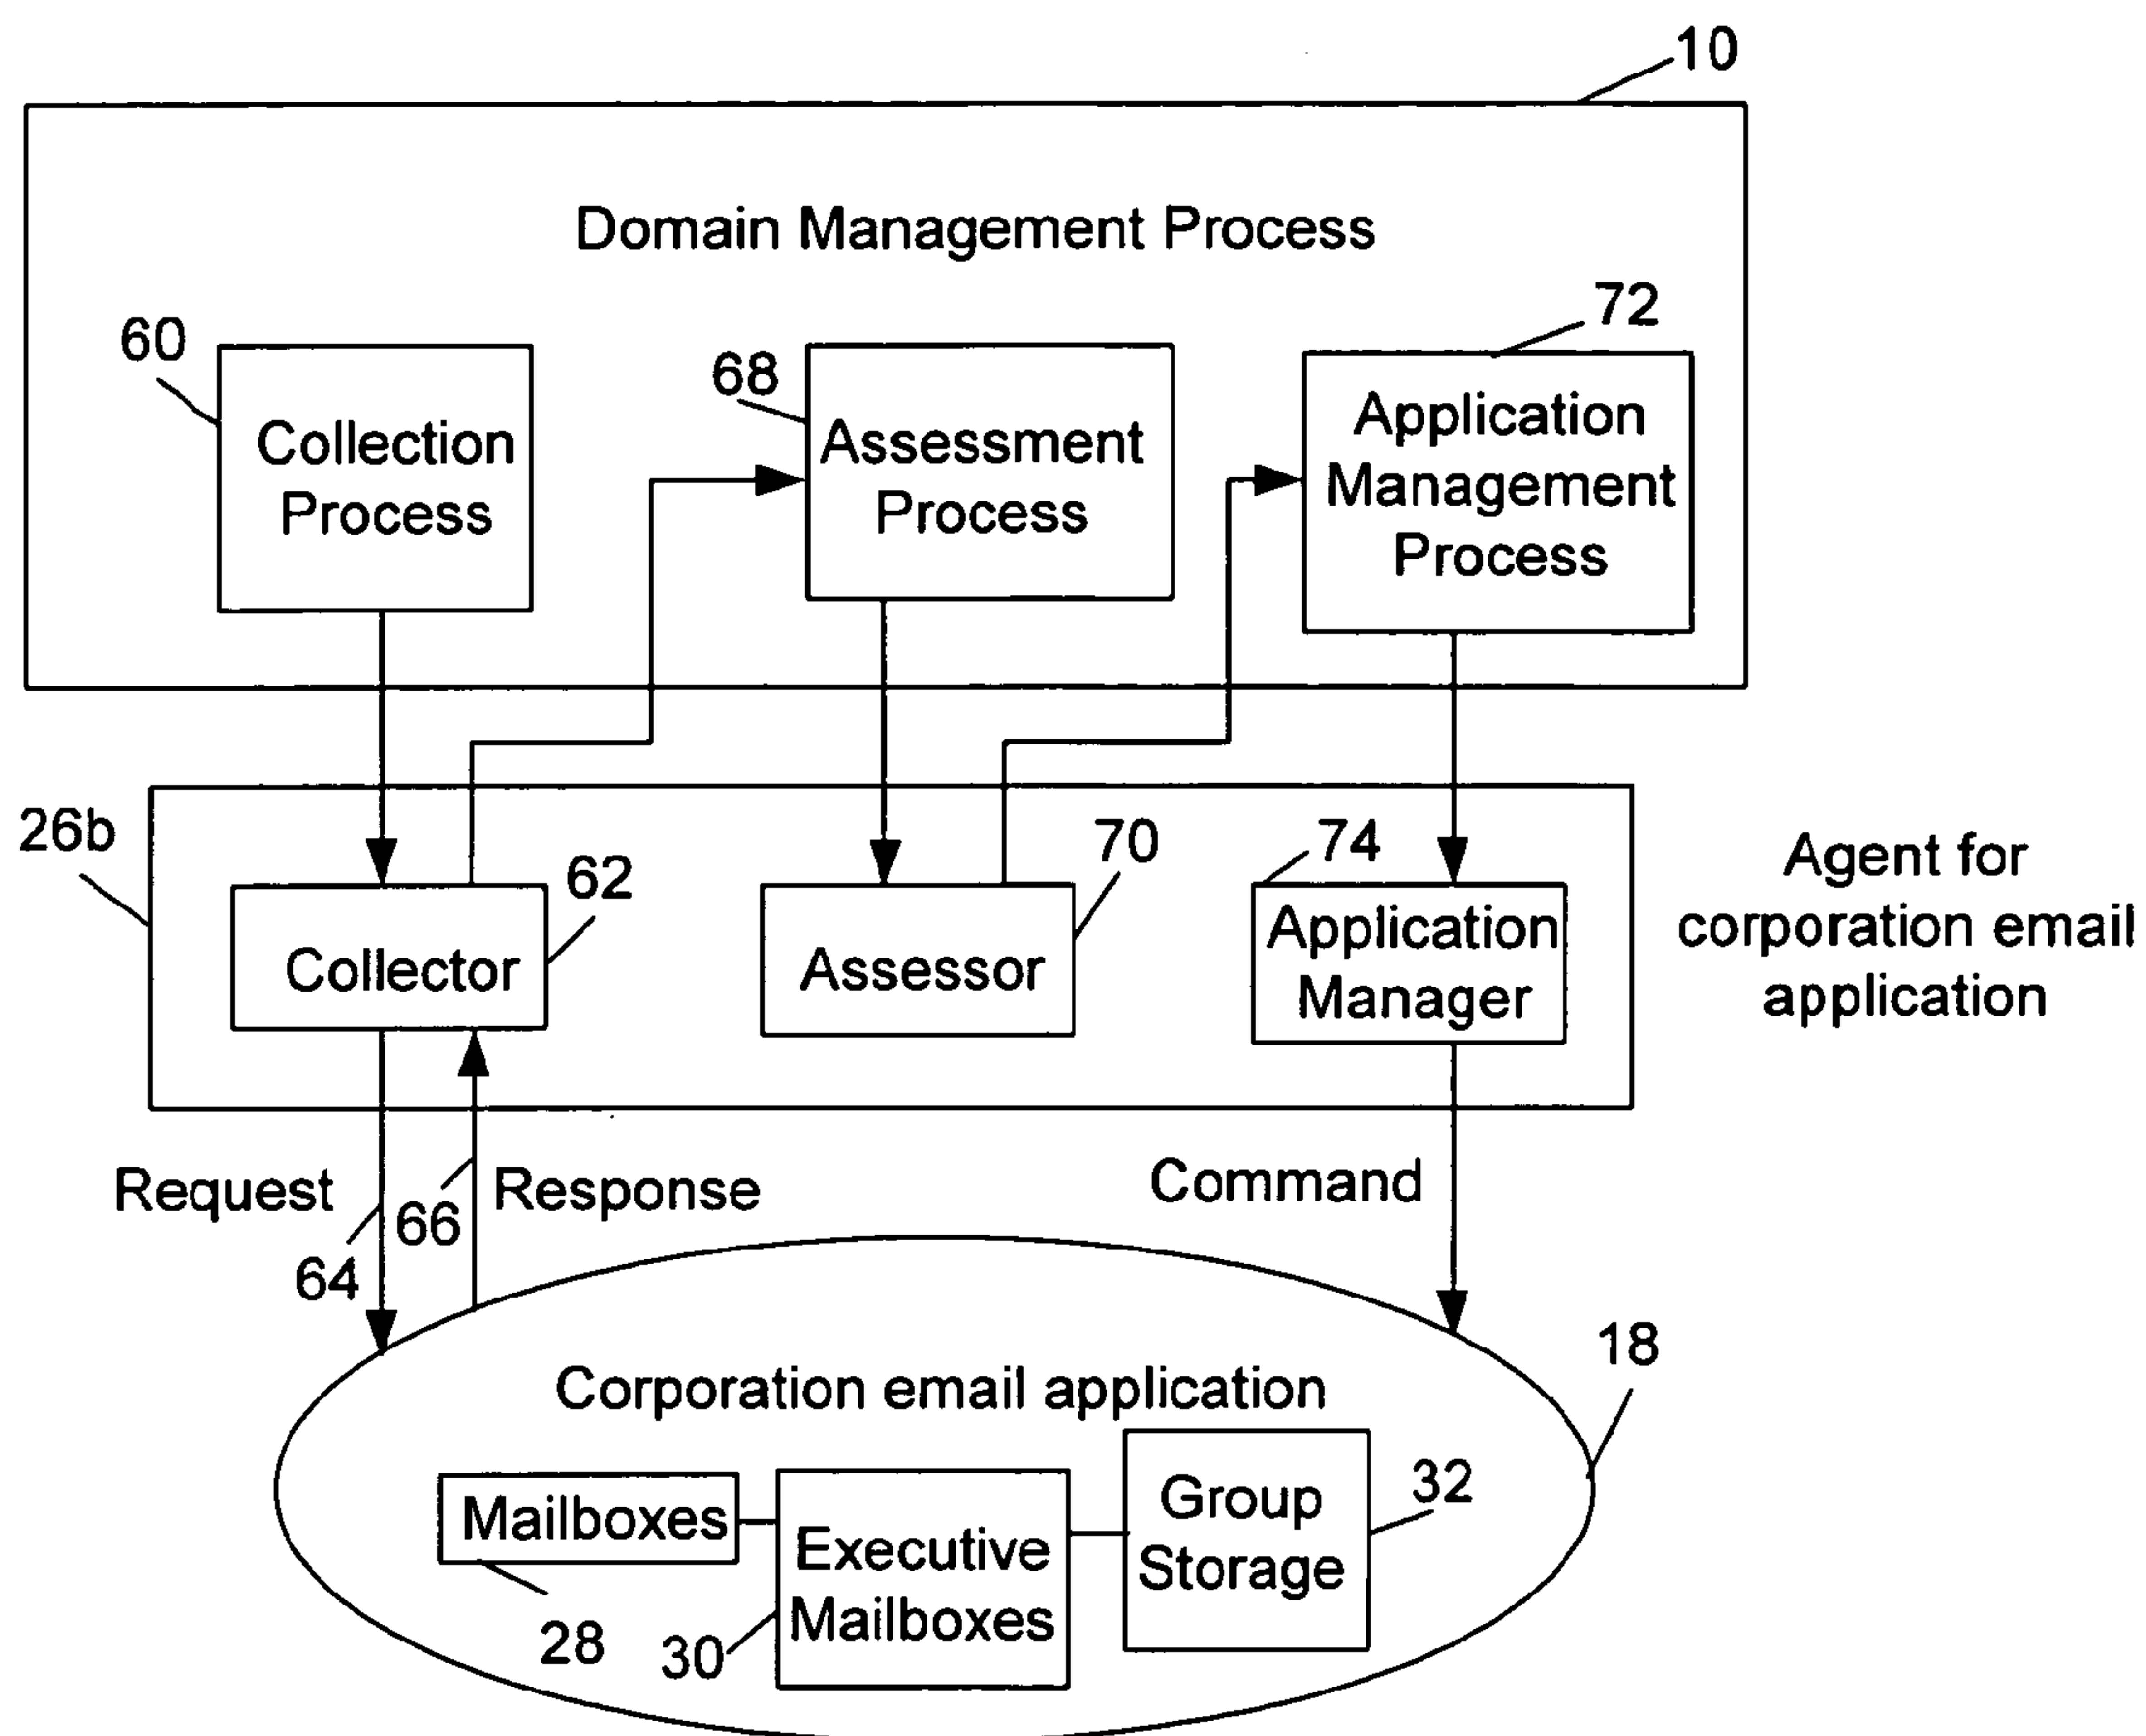 10
Domain Management Process
60
Collection
Process
68
Assessment
Process
72
Application
Management
Process
26b
62
Collector
70
Assessor
74
Application
Manager
Agent for
corporation email
application
Request
64
66
Response
Command
18
Corporation email application
Mailboxes
28
Executive
Mailboxes
30
Group
Storage
32